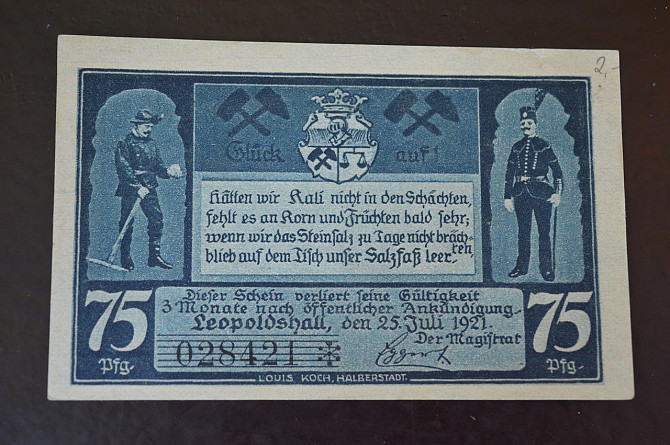 2,-
Glück auf!
Hätten wir Kali nicht in den Schächten,
fehlt es an Korn und Früchten bald sehr;
wenn wir das Steinsalz zu Tage nicht bräch-
ten,
blieb auf dem Tisch unser Salzfaß leer.
Dieser Schein verliert seine Gültigkeit
3 Monate nach öffentlicher Ankündigung.
Leopoldshall, den 25. Juli 1921.
Der Magistrat
75
Pfg.
028421 *
75
Pfg.
LOUIS KOCH, HALBERSTADT.